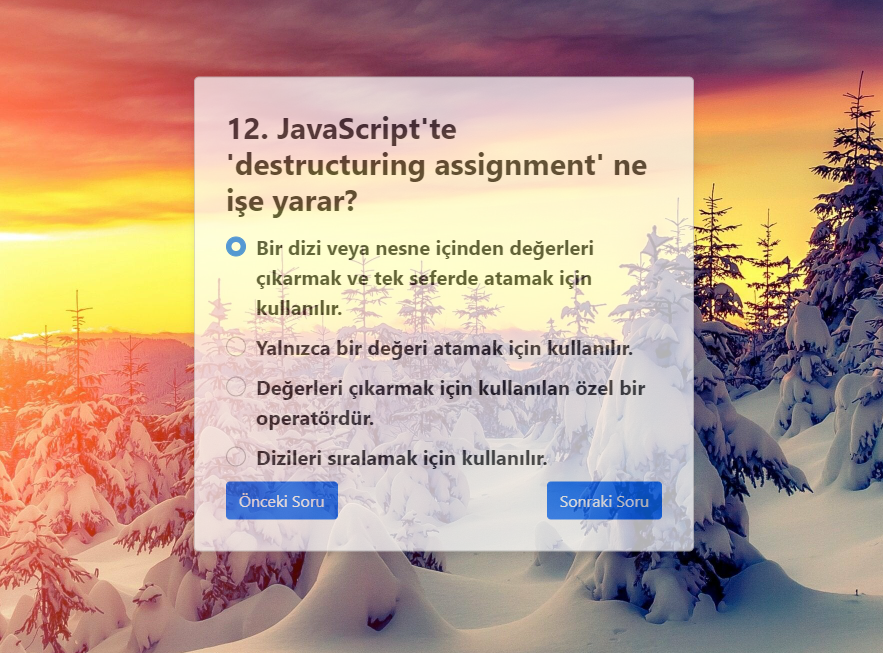 12. JavaScript'te
'destructuring assignment' ne
işe yarar?
Bir dizi veya nesne içinden değerleri
çıkarmak ve tek seferde atamak için
kullanılır.
Yalnızca bir değeri atamak için kullanılır.
Değerleri çıkarmak için kullanılan özel bir
operatördür.
Dizileri sıralamak için kullanılır.
Önceki Soru
Sonraki Soru